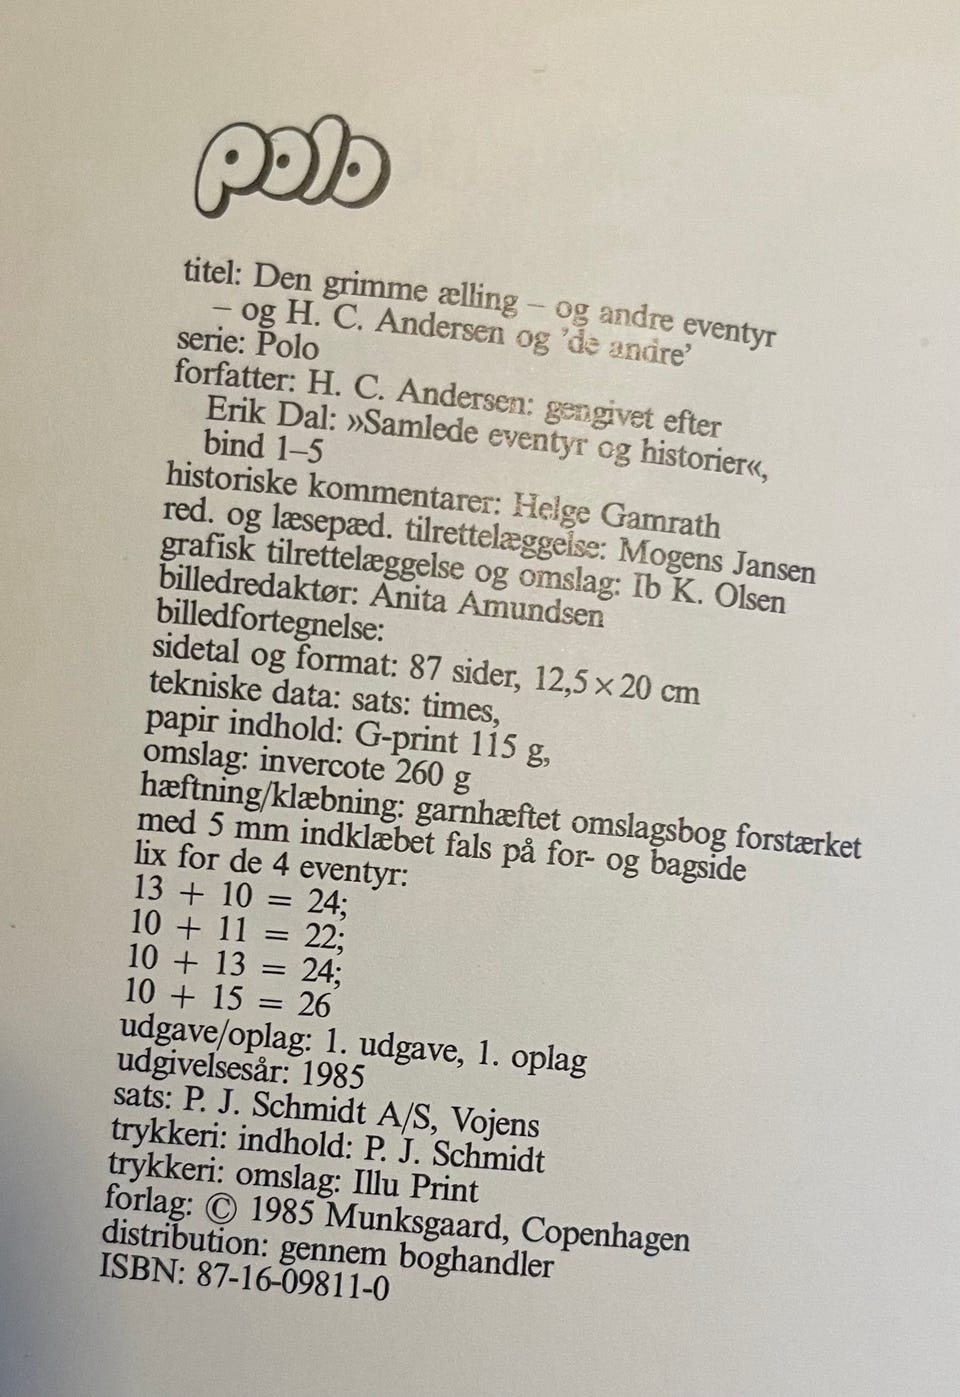 polo
titel: Den grimme ælling – og andre eventyr
– og H. C. Andersen og ’de andre’
serie: Polo
forfatter: H. C. Andersen: gengivet efter
Erik Dal: »Samlede eventyr og historier«,
bind 1–5
historiske kommentarer: Helge Gamrath
red. og læsepæd. tilrettelæggelse: Mogens Jansen
grafisk tilrettelæggelse og omslag: Ib K. Olsen
billedredaktør: Anita Amundsen
billedfortegnelse:
sidetal og format: 87 sider, 12,5 × 20 cm
tekniske data: sats: times,
papir indhold: G-print 115 g,
omslag: invercote 260 g
hæftning/klæbning: garnhæftet omslagsbog forstærket
med 5 mm indklæbet fals på for- og bagside
lix for de 4 eventyr:
13 + 10 = 24;
10 + 11 = 22;
10 + 13 = 24;
10 + 15 = 26
udgave/oplag: 1. udgave, 1. oplag
udgivelsesår: 1985
sats: P. J. Schmidt A/S, Vojens
trykkeri: indhold: P. J. Schmidt
trykkeri: omslag: Illu Print
forlag: © 1985 Munksgaard, Copenhagen
distribution: gennem boghandler
ISBN: 87-16-09811-0